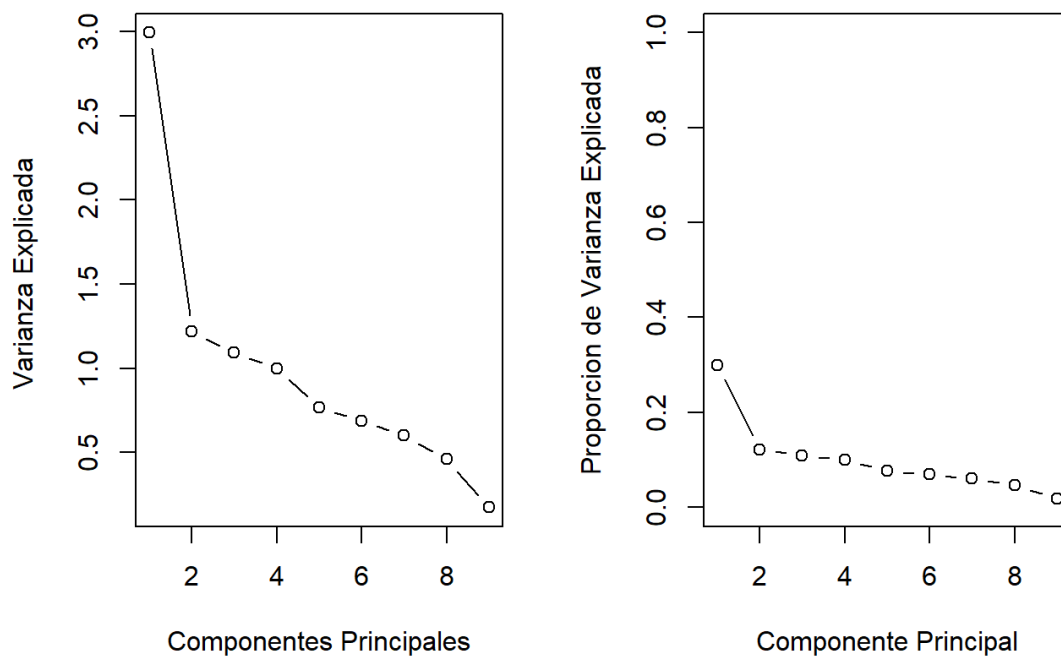 Varianza Explicada
3.0
2.5
2.0
1.5
1.0
0.5
2 4 6 8
Componentes Principales
Proporcion de Varianza Explicada
1.0
0.8
0.6
0.4
0.2
0.0
2 4 6 8
Componente Principal